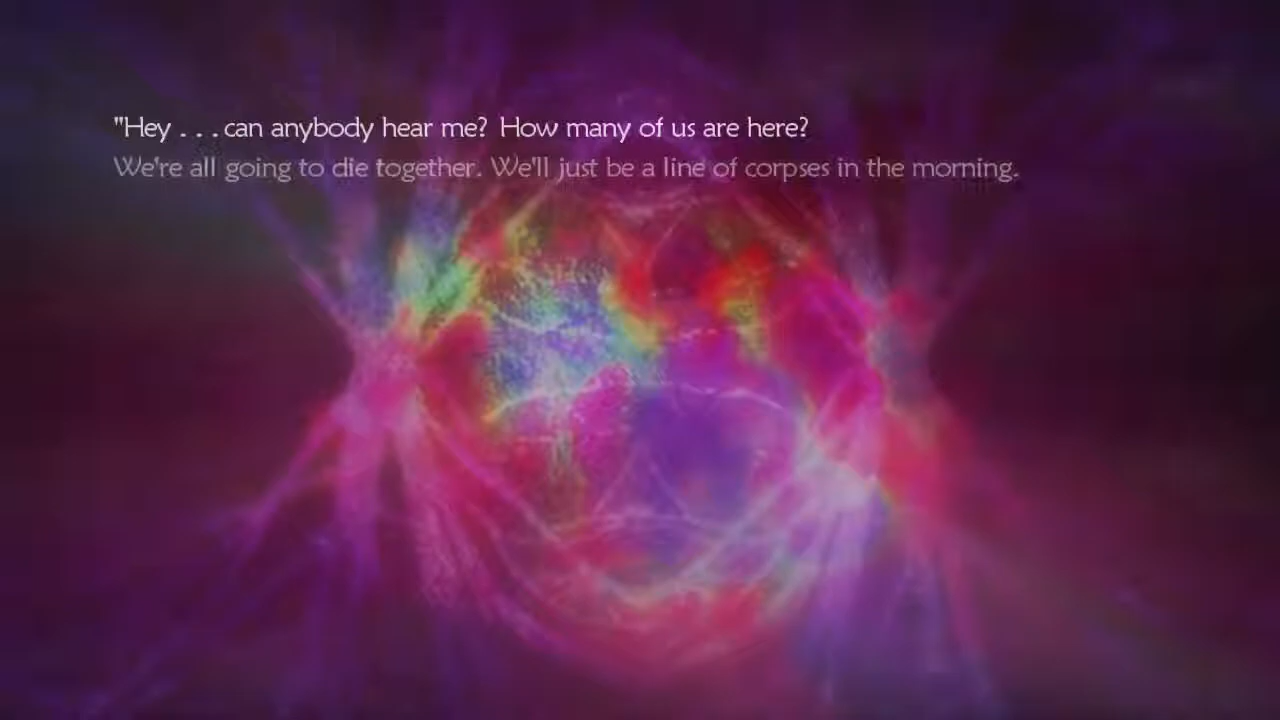 "Hey . . . can anybody hear me? How many of us are here?
We're all going to die together. We'll just be a line of corpses in the morning.